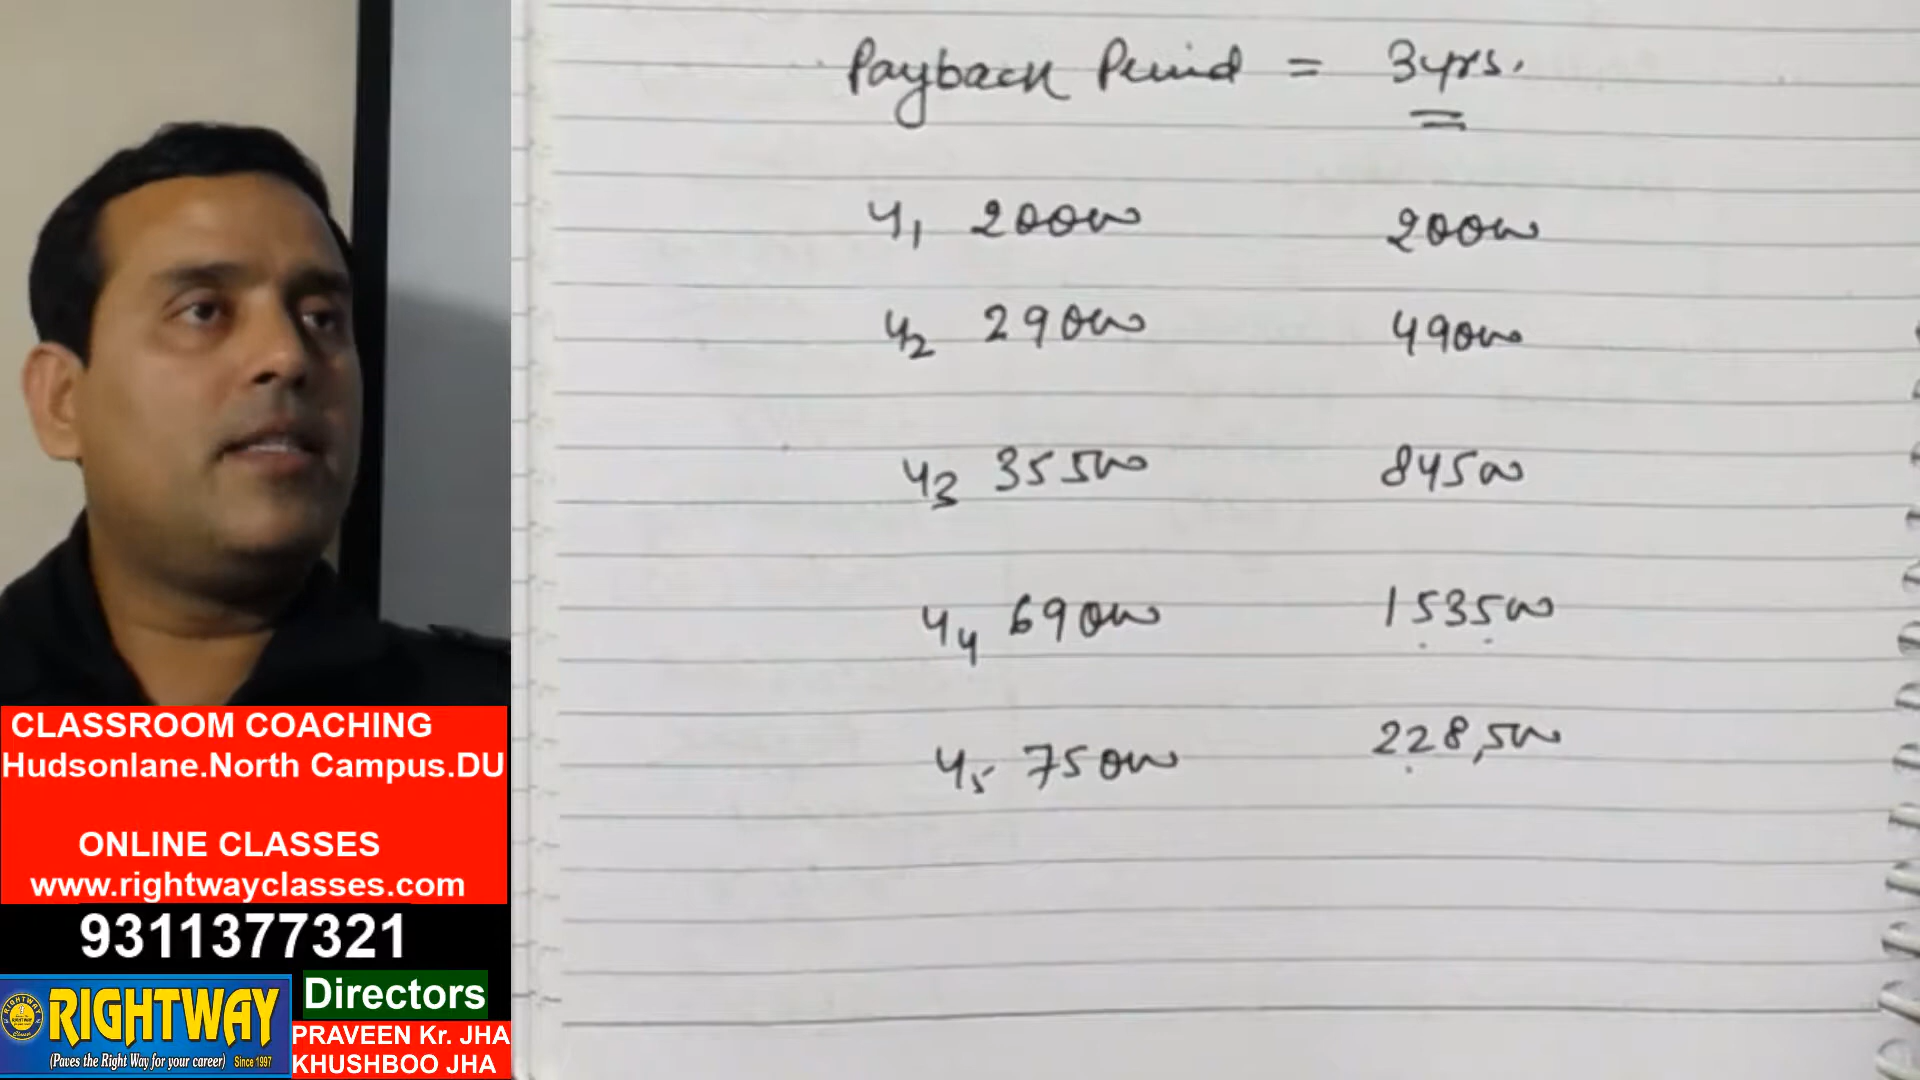 Payback Period = 3yrs.
Y1 20000 20000
Y2 29000 49000
Y3 35500 84500
Y4 69000 153500
Y5 75000 228,500
CLASSROOM COACHING
Hudsonlane.North Campus.DU
ONLINE CLASSES
www.rightwayclasses.com
9311377321
RIGHTWAY
(Paves the Right Way for your career) Since 1997
Directors
PRAVEEN Kr. JHA
KHUSHBOO JHA